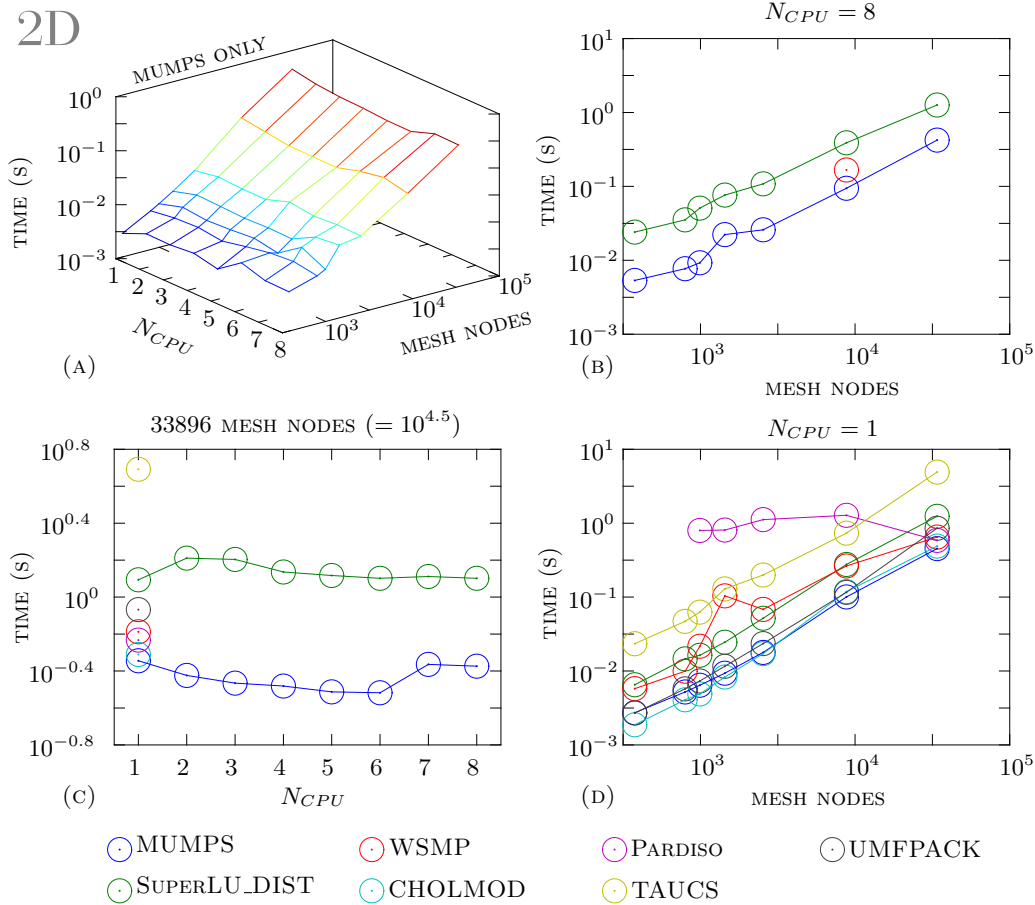 2D
MUMPS ONLY
TIME (S)
10^0
10^-1
10^-2
10^-3
1 2 3 4 5 6 7 8
N_CPU
10^3
10^4
10^5
MESH NODES
(A)
N_CPU = 8
10^1
10^0
10^-1
10^-2
10^-3
10^3 10^4 10^5
MESH NODES
TIME (S)
(B)
33896 MESH NODES (= 10^4.5)
10^0.8
10^0.4
10^0
10^-0.4
10^-0.8
TIME (S)
1 2 3 4 5 6 7 8
N_CPU
(C)
N_CPU = 1
10^1
10^0
10^-1
10^-2
10^-3
TIME (S)
10^3 10^4 10^5
MESH NODES
(D)
MUMPS WSMP PARDISO UMFPACK
SUPERLU_DIST CHOLMOD TAUCS